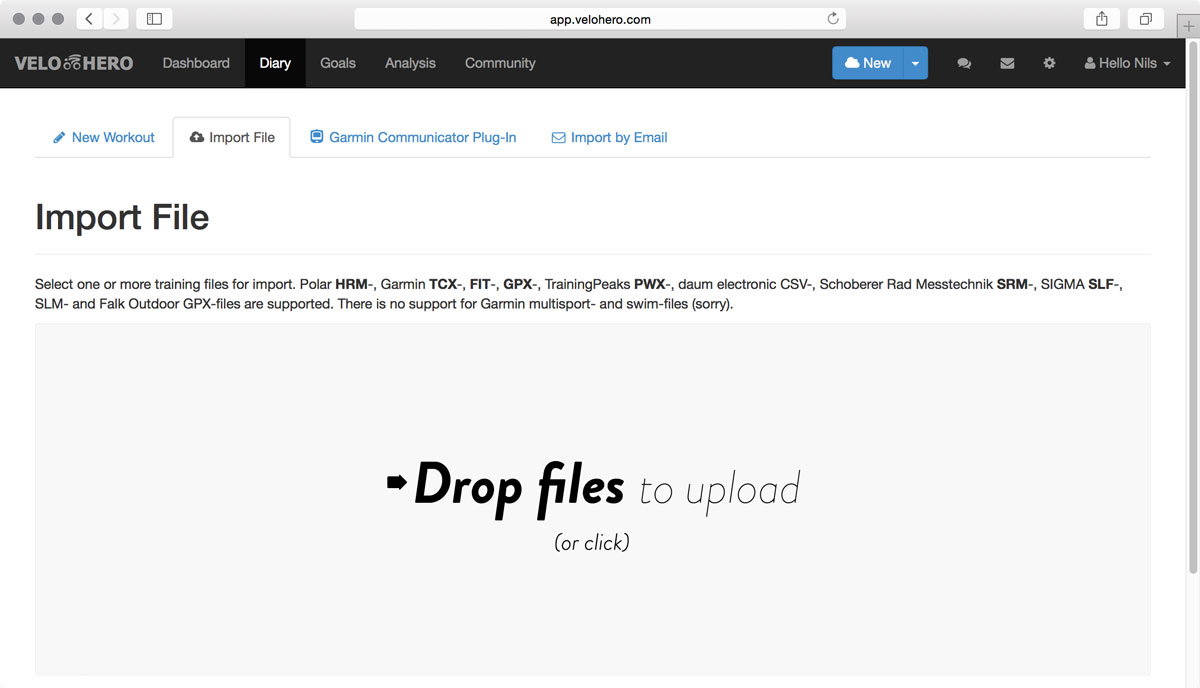 app.velohero.com
VELO HERO Dashboard Diary Goals Analysis Community New Hello Nils
New Workout Import File Garmin Communicator Plug-In Import by Email
Import File
Select one or more training files for import. Polar HRM-, Garmin TCX-, FIT-, GPX-, TrainingPeaks PWX-, daum electronic CSV-, Schoberer Rad Messtechnik SRM-, SIGMA SLF-,
SLM- and Falk Outdoor GPX-files are supported. There is no support for Garmin multisport- and swim-files (sorry).
Drop files to upload
(or click)